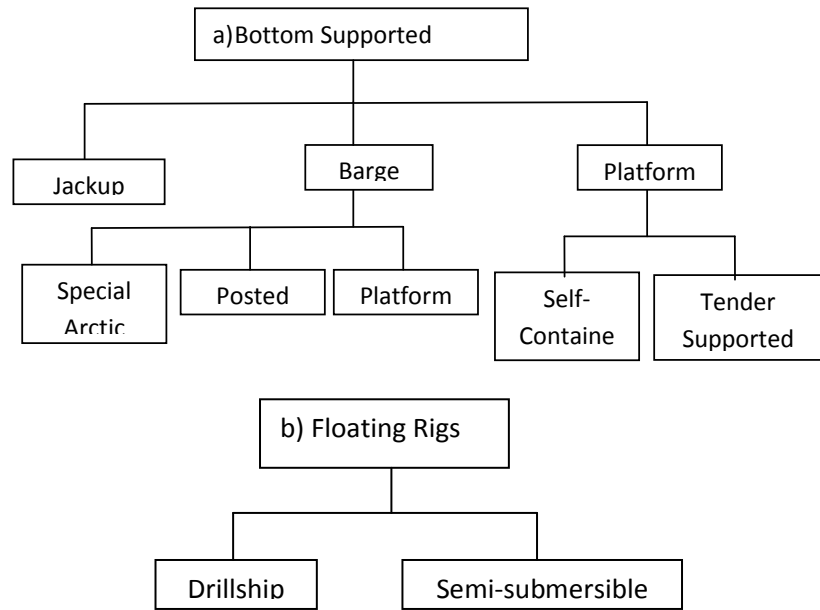 a)Bottom Supported
Jackup
Barge
Platform
Special
Arctic
Posted
Platform
Self-
Containe
Tender
Supported
b) Floating Rigs
Drillship
Semi-submersible